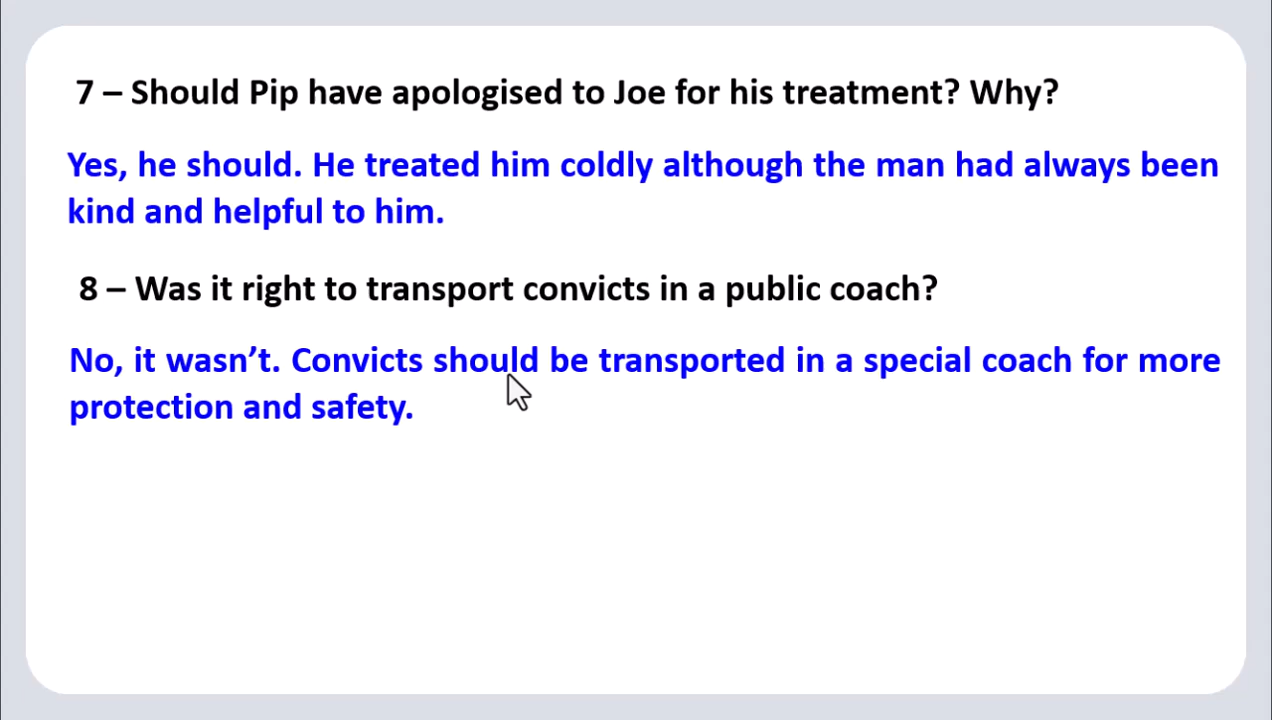 7 – Should Pip have apologised to Joe for his treatment? Why?
Yes, he should. He treated him coldly although the man had always been
kind and helpful to him.
8 – Was it right to transport convicts in a public coach?
No, it wasn’t. Convicts should be transported in a special coach for more
protection and safety.